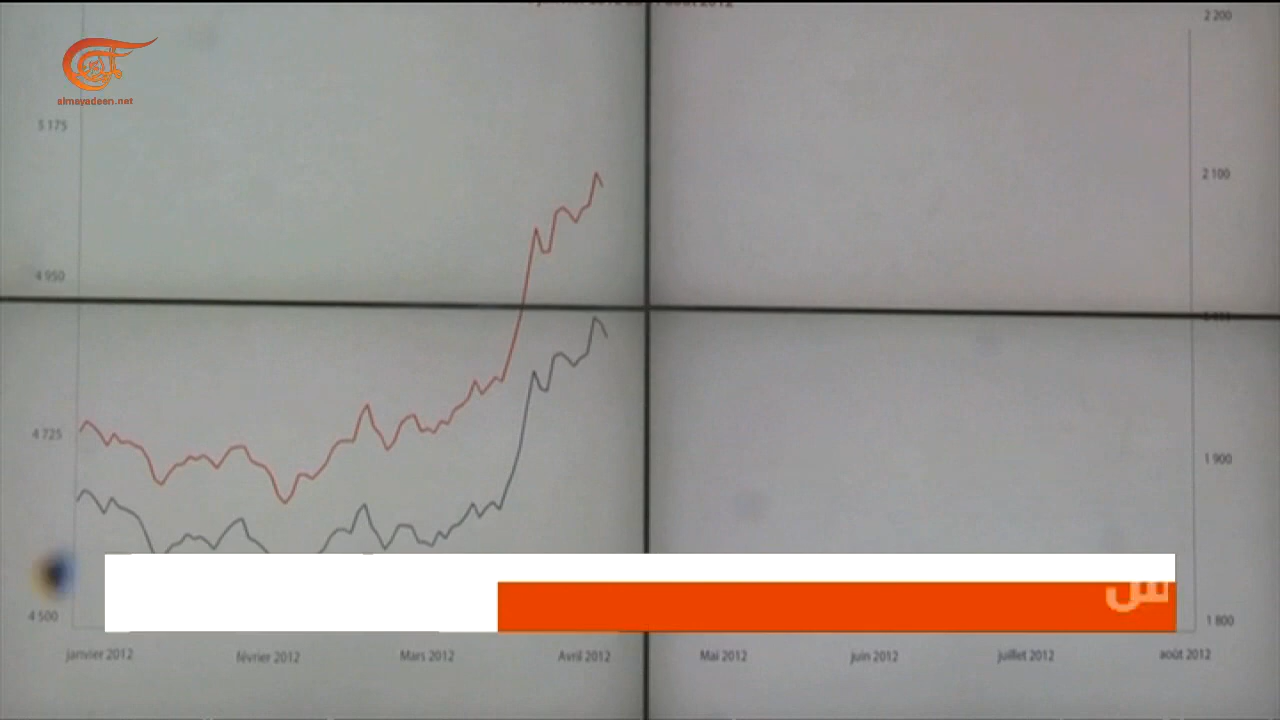 2 200
almayadeen.net
5 175
2 100
4 950
4 725
1 900
س
4 500
1 800
janvier 2012
février 2012
Mars 2012
Avril 2012
Mai 2012
juin 2012
juillet 2012
août 2012